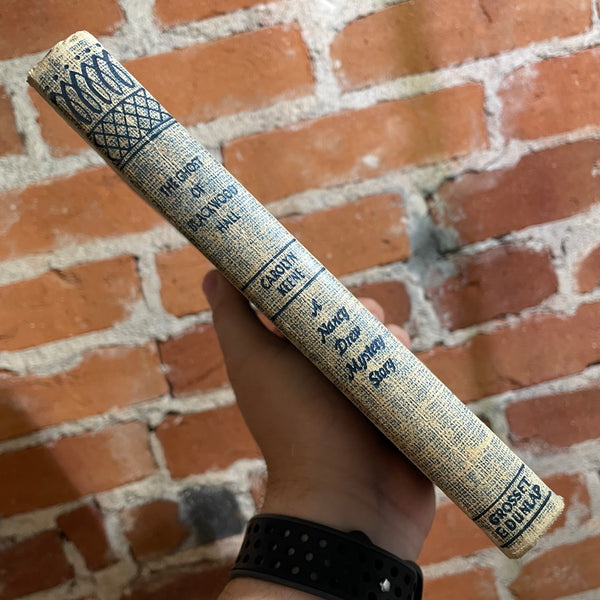 THE GHOST
OF
BLACKWOOD
HALL
CAROLYN
KEENE
A
Nancy
Drew
Mystery
Story
GROSSET
& DUNLAP